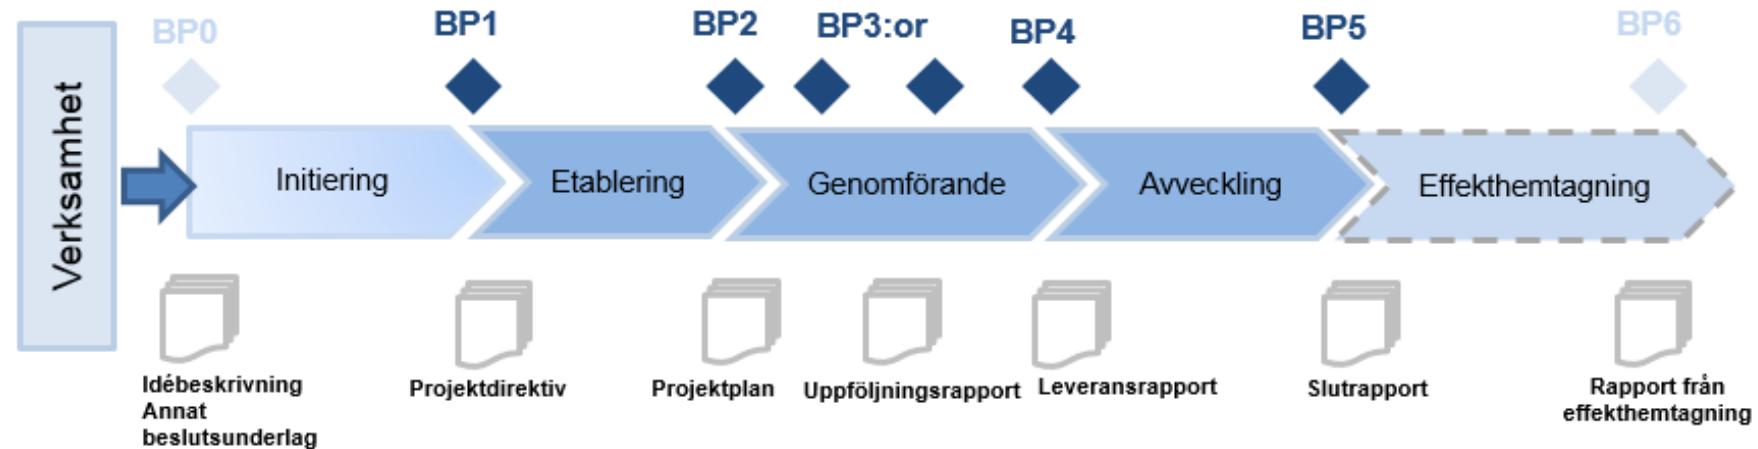 Verksamhet
BP0
BP1
BP2
BP3:or
BP4
BP5
BP6
Initiering
Etablering
Genomförande
Avveckling
Effekthemtagning
Idébeskrivning
Annat
beslutsunderlag
Projektdirektiv
Projektplan
Uppföljningsrapport
Leveransrapport
Slutrapport
Rapport från
effekthemtagning